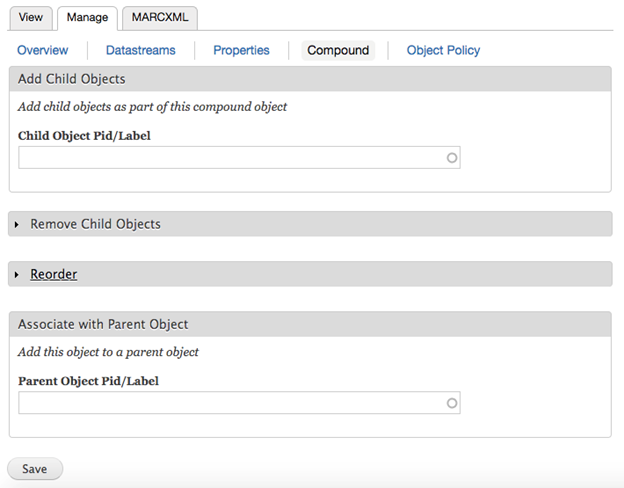 View Manage MARCXML
Overview Datastreams Properties Compound Object Policy
Add Child Objects
Add child objects as part of this compound object
Child Object Pid/Label
Remove Child Objects
Reorder
Associate with Parent Object
Add this object to a parent object
Parent Object Pid/Label
Save